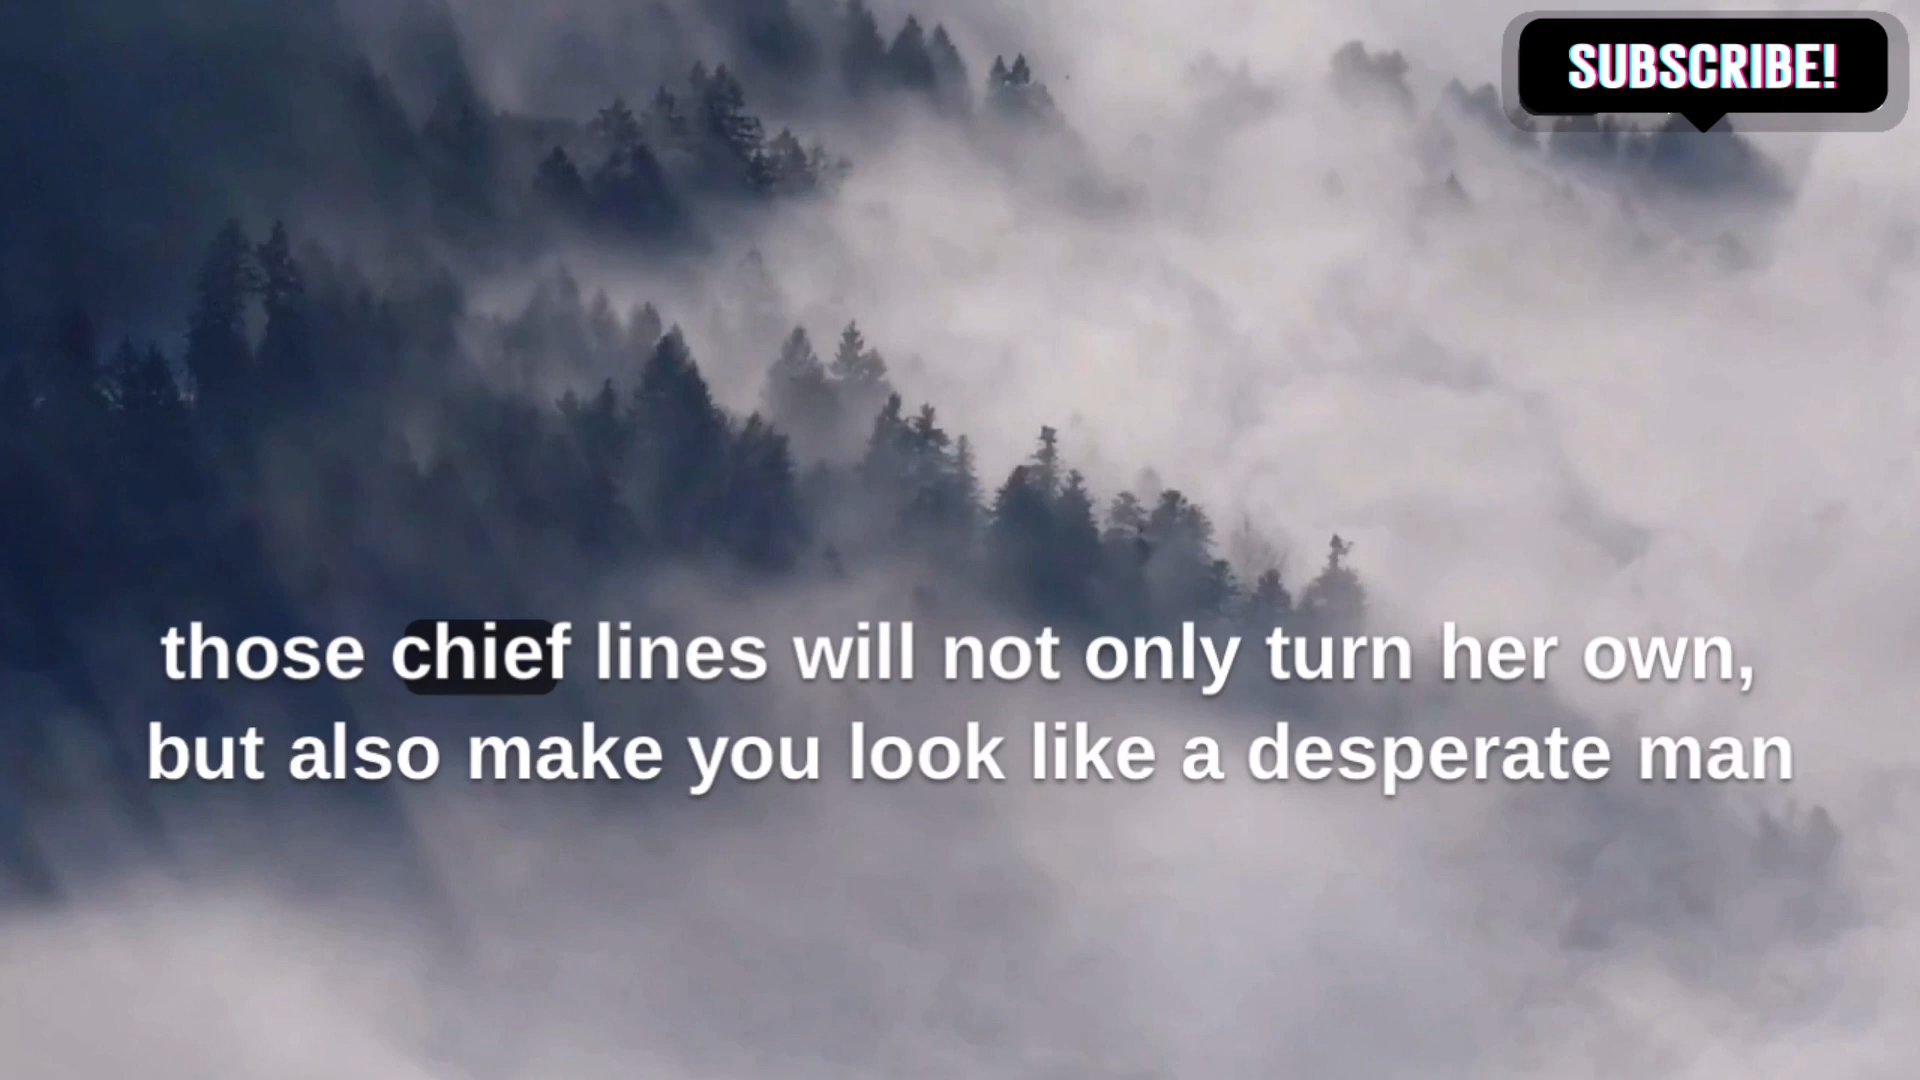 SUBSCRIBE!
those chief lines will not only turn her own,
but also make you look like a desperate man